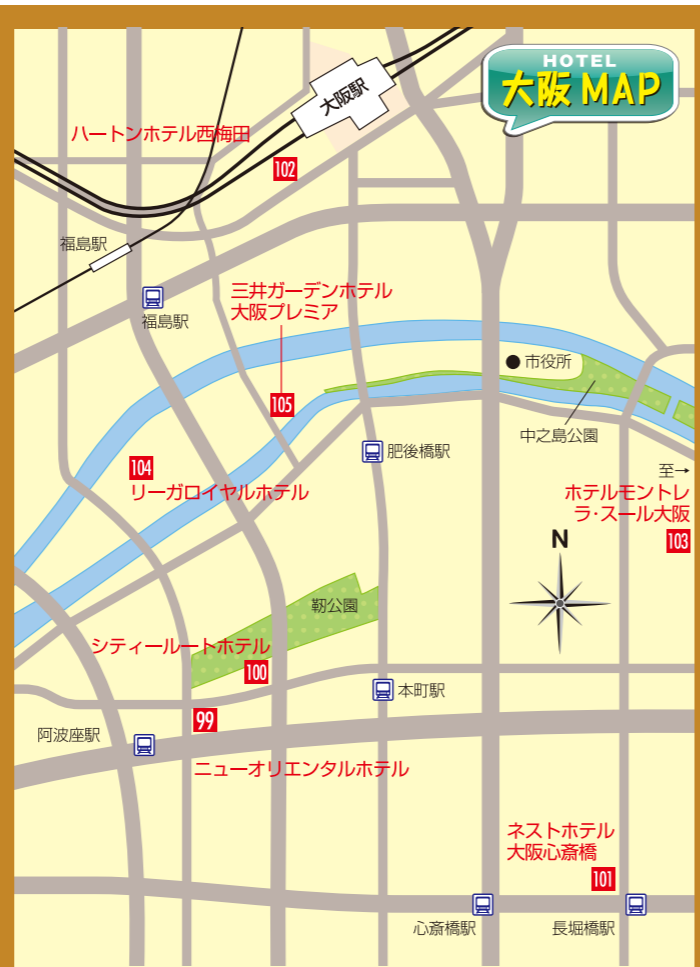 HOTEL
大阪 MAP
大阪駅
ハートンホテル西梅田
102
福島駅
福島駅
三井ガーデンホテル
大阪プレミア
105
市役所
中之島公園
肥後橋駅
104
リーガロイヤルホテル
至→
ホテルモントレ
ラ・スール大阪
103
N
靭公園
シティールートホテル
100
本町駅
99
阿波座駅
ニューオリエンタルホテル
ネストホテル
大阪心斎橋
101
心斎橋駅
長堀橋駅